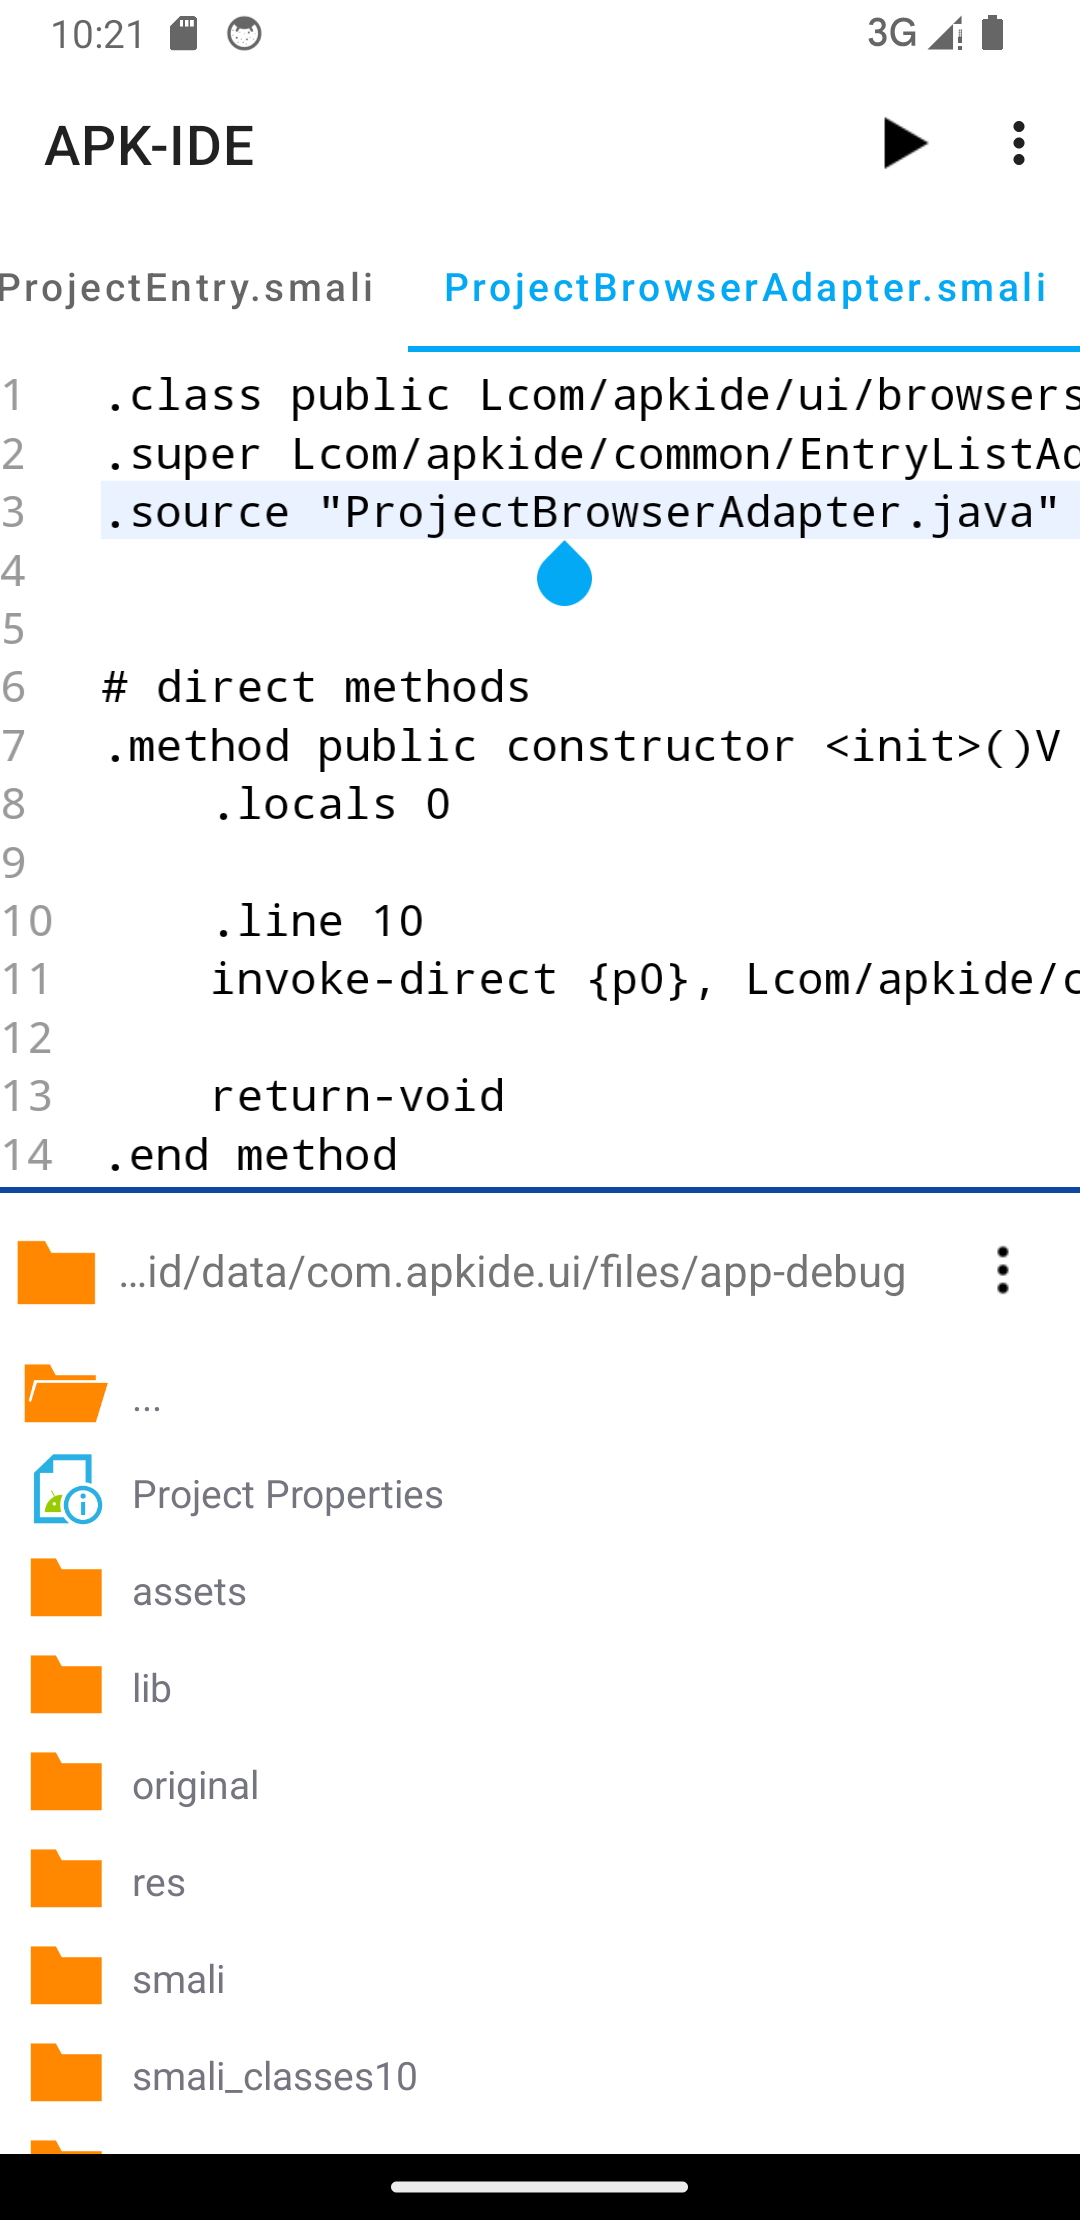 10:21 3G
APK-IDE
ProjectEntry.smali ProjectBrowserAdapter.smali
1 .class public Lcom/apkide/ui/browsers
2 .super Lcom/apkide/common/EntryListAd
3 .source "ProjectBrowserAdapter.java"
4
5
6 # direct methods
7 .method public constructor <init>()V
8 .locals 0
9
10 .line 10
11 invoke-direct {p0}, Lcom/apkide/c
12
13 return-void
14 .end method
…id/data/com.apkide.ui/files/app-debug
...
Project Properties
assets
lib
original
res
smali
smali_classes10